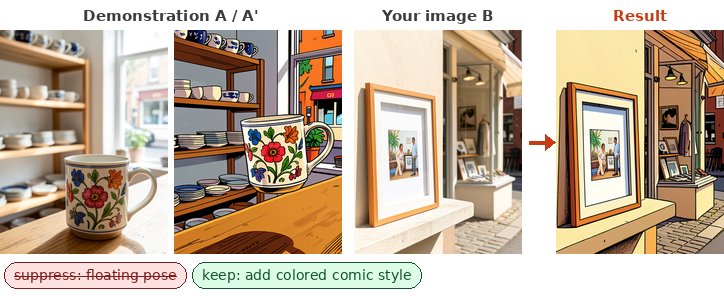 Demonstration A / A'
Your image B
Result
suppress: floating pose
keep: add colored comic style